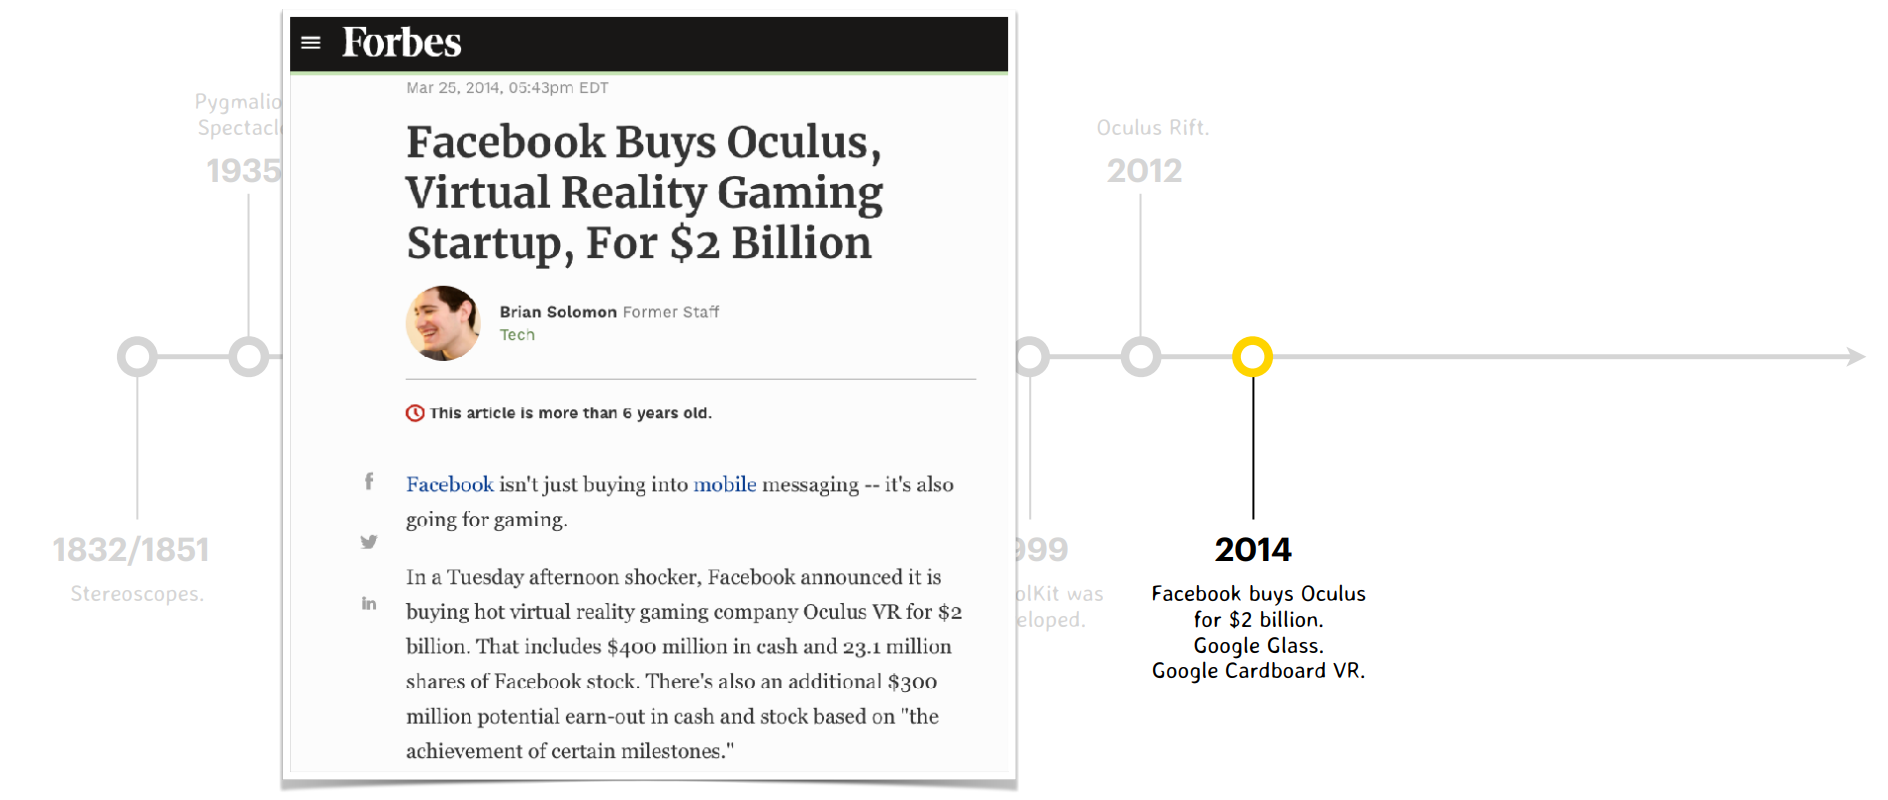 Forbes
Mar 25, 2014, 05:43pm EDT
Facebook Buys Oculus,
Virtual Reality Gaming
Startup, For $2 Billion
Brian Solomon Former Staff
Tech
This article is more than 6 years old.
Facebook isn't just buying into mobile messaging -- it's also
going for gaming.
In a Tuesday afternoon shocker, Facebook announced it is
buying hot virtual reality gaming company Oculus VR for $2
billion. That includes $400 million in cash and 23.1 million
shares of Facebook stock. There's also an additional $300
million potential earn-out in cash and stock based on "the
achievement of certain milestones."
1832/1851
Stereoscopes.
Pygmalio
Spectacl
1935
999
olKit was
eloped.
Oculus Rift.
2012
2014
Facebook buys Oculus
for $2 billion.
Google Glass.
Google Cardboard VR.